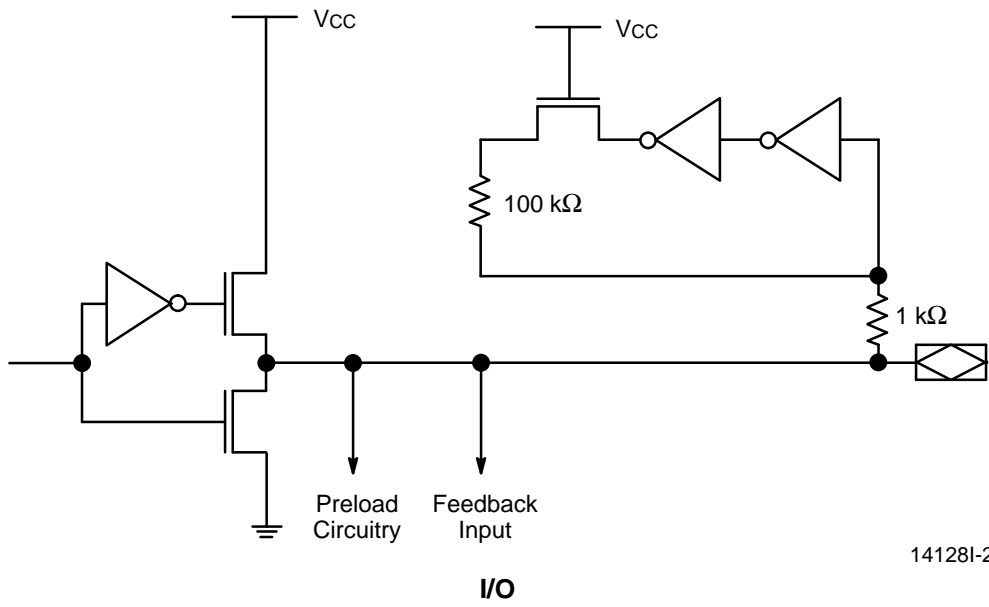 VCC
VCC
100 kΩ
1 kΩ
Preload
Circuitry
Feedback
Input
14128I-2
I/O